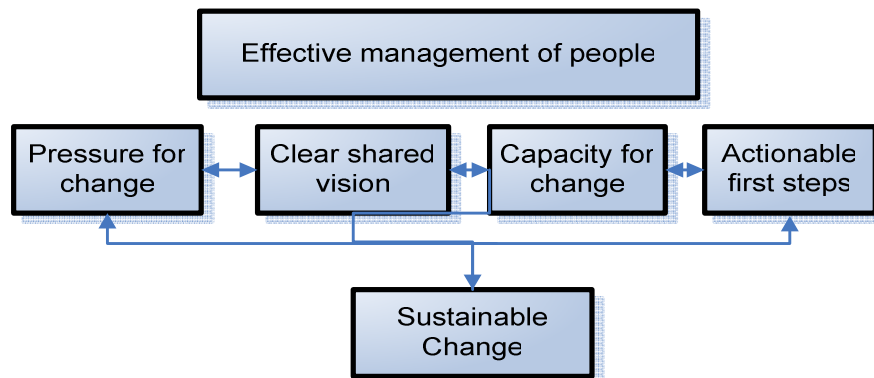 Effective management of people
Pressure for
change
Clear shared
vision
Capacity for
change
Actionable
first steps
Sustainable
Change